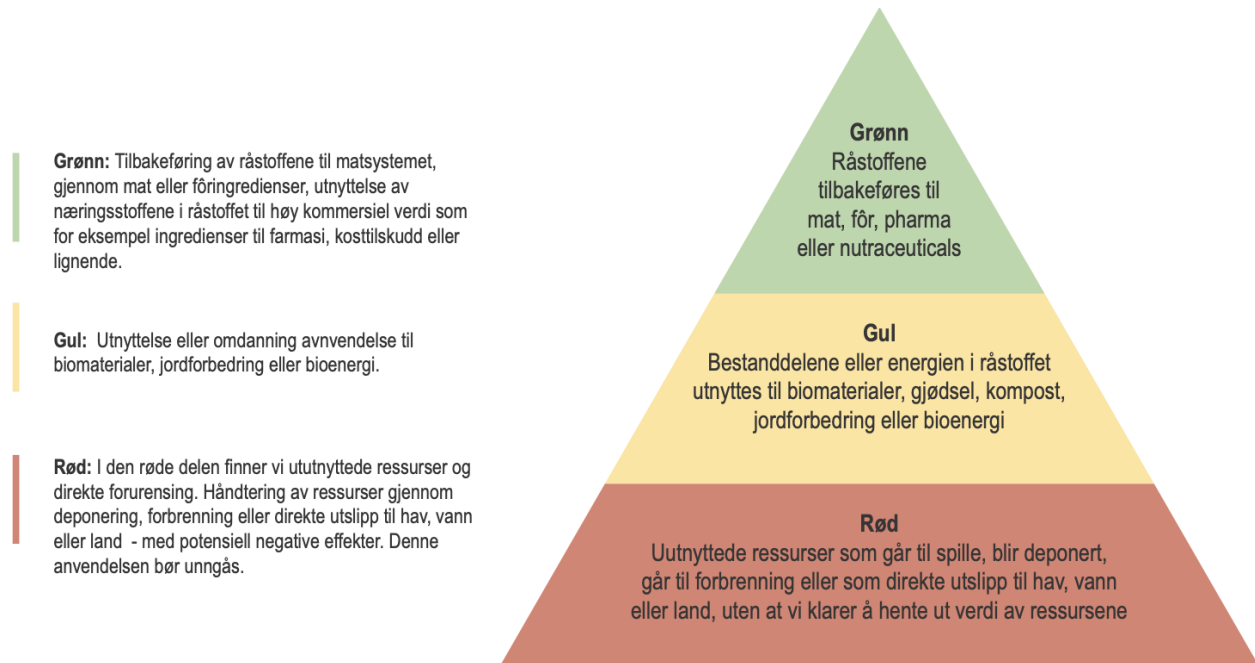 Grønn: Tilbakeføring av råstoffene til matsystemet,
gjennom mat eller fôringredienser, utnyttelse av
næringsstoffene i råstoffet til høy kommersiel verdi som
for eksempel ingredienser til farmasi, kosttilskudd eller
lignende.
Gul:  Utnyttelse eller omdanning avnvendelse til
biomaterialer, jordforbedring eller bioenergi.
Rød: I den røde delen finner vi ututnyttede ressurser og
direkte forurensing. Håndtering av ressurser gjennom
deponering, forbrenning eller direkte utslipp til hav, vann
eller land  - med potensiell negative effekter. Denne
anvendelsen bør unngås.
Grønn
Råstoffene
tilbakeføres til
mat, fôr, pharma
eller nutraceuticals
Gul
Bestanddelene eller energien i råstoffet
utnyttes til biomaterialer, gjødsel, kompost,
jordforbedring eller bioenergi
Rød
Uutnyttede ressurser som går til spille, blir deponert,
går til forbrenning eller som direkte utslipp til hav, vann
eller land, uten at vi klarer å hente ut verdi av ressursene